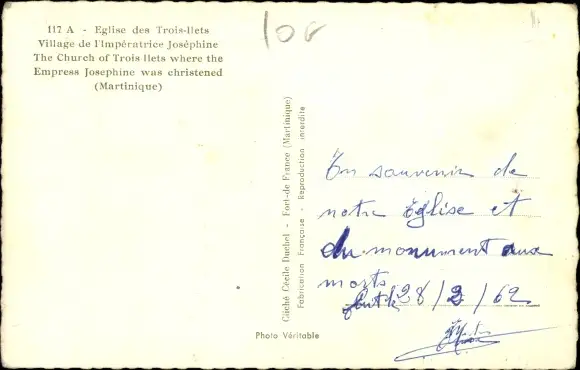 117 A - Eglise des Trois-Ilets
Village de l'Impératrice Joséphine
The Church of Trois Ilets where the
Empress Josephine was christened
(Martinique)
10F
Cliché Cécile Duchel - Fort-de France (Martinique)
Fabrication Française - Reproduction interdite
En souvenir de
notre Église et
du monument aux
morts
28/2/62
Photo Véritable